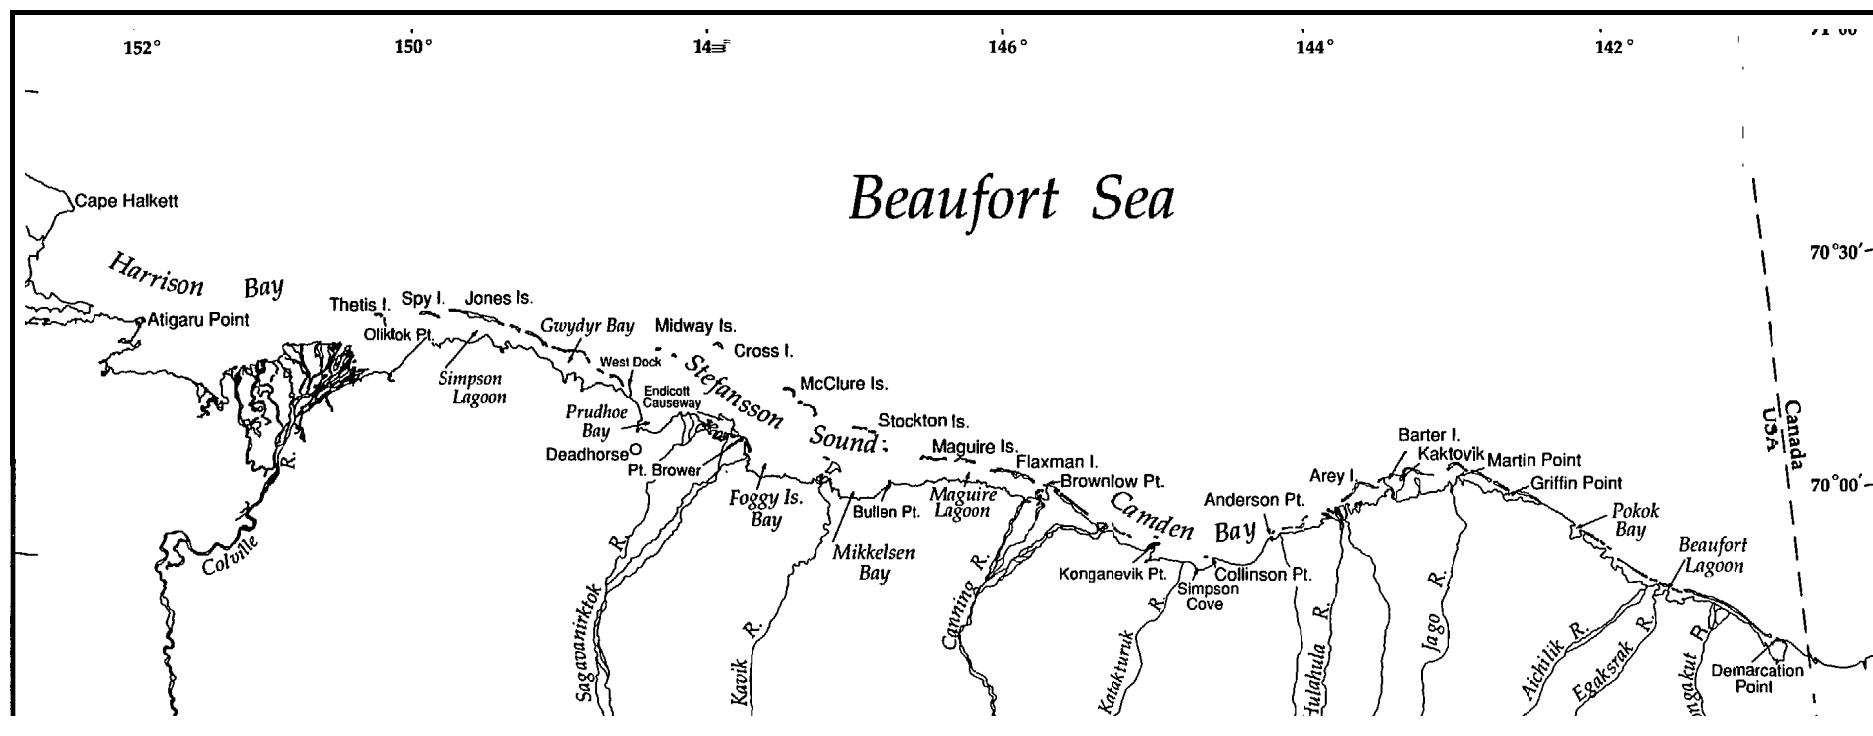 152°
150°
146°
144°
142°
Beaufort Sea
70°30'
70°00'
Canada
USA
Cape Halkett
Harrison Bay
Atigaru Point
Thetis I.
Spy I.
Jones Is.
Oliktok Pt.
Gwydyr Bay
Midway Is.
Cross I.
Simpson
Lagoon
West Dock
Endicott
Causeway
Stefansson
Sound
McClure Is.
Stockton Is.
Prudhoe
Bay
Deadhorse
Pt. Brower
Foggy Is.
Bay
Maguire Is.
Flaxman I.
Brownlow Pt.
Bullen Pt.
Maguire
Lagoon
Mikkelsen
Bay
Camden Bay
Konganevik Pt.
Simpson
Cove
Collinson Pt.
Anderson Pt.
Arey I.
Barter I.
Kaktovik
Martin Point
Griffin Point
Pokok
Bay
Beaufort
Lagoon
Demarcation
Point
Colville R.
Sagavanirktok R.
Kavik R.
Canning R.
Katakturuk R.
Hulahula R.
Jago R.
Aichilik R.
Egaksrak R.
ngakut R.